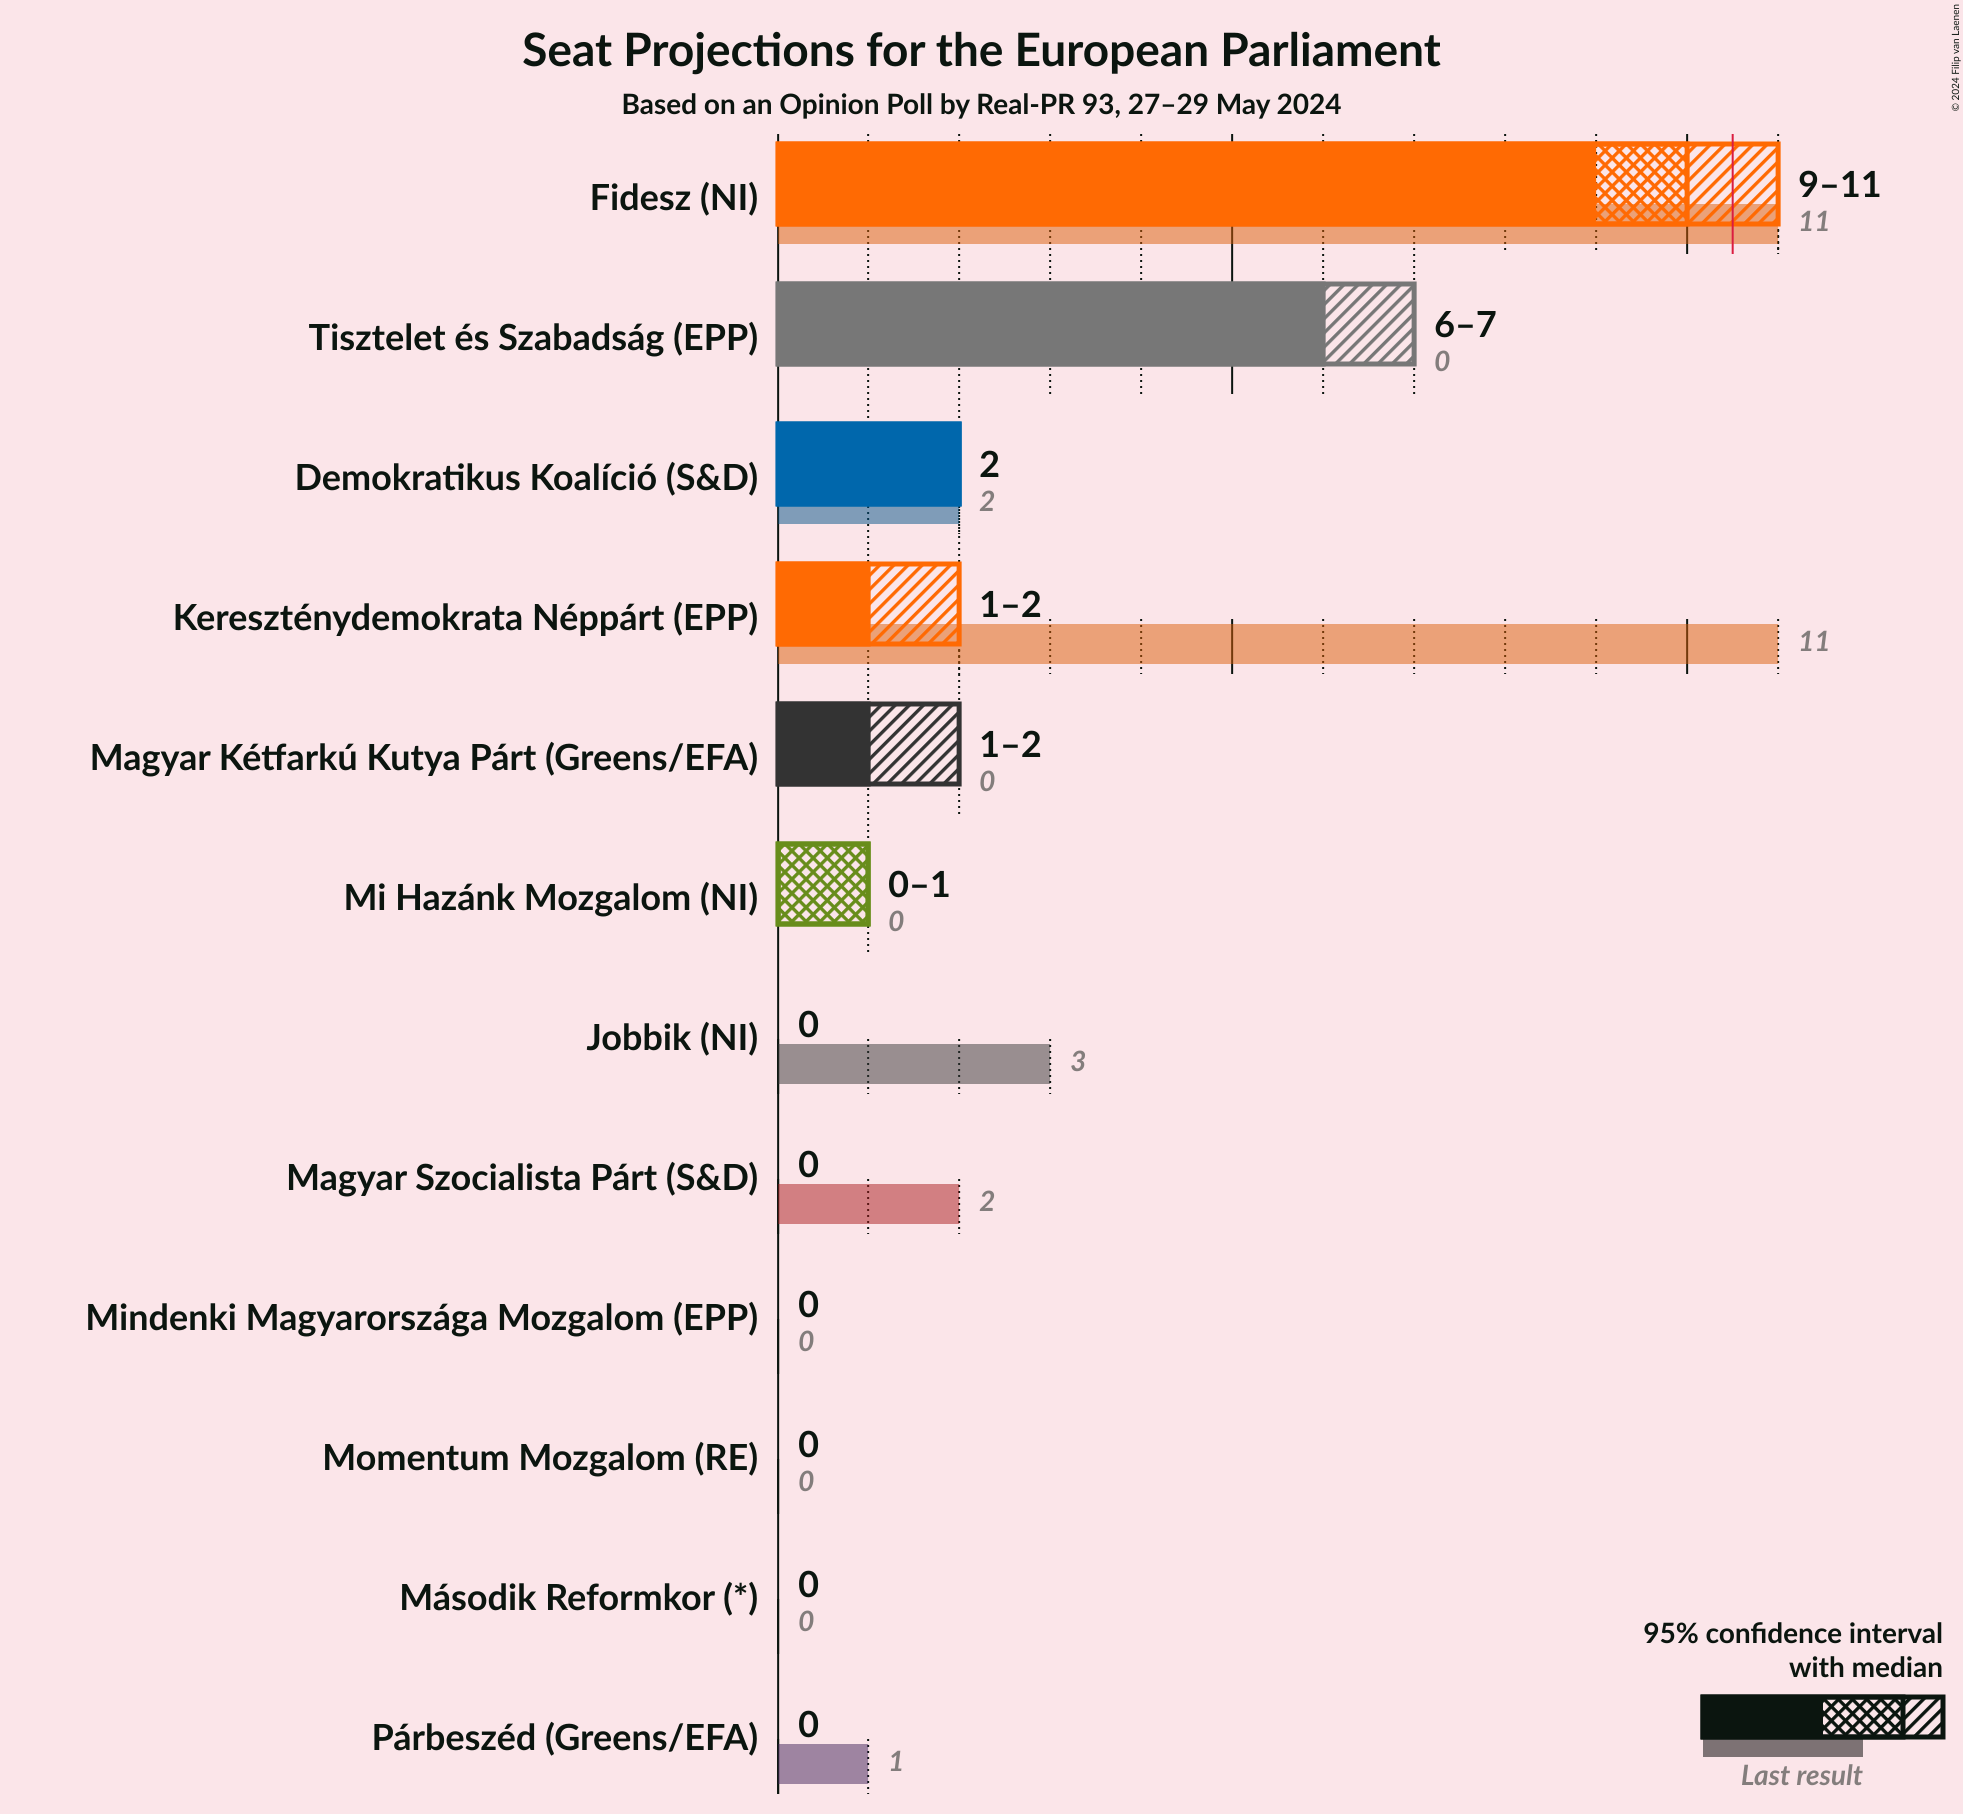 Seat Projections for the European Parliament
Based on an Opinion Poll by Real-PR 93, 27–29 May 2024
© 2024 Filip van Laenen
Fidesz (NI)
9–11
11
Tisztelet és Szabadság (EPP)
6–7
0
Demokratikus Koalíció (S&D)
2
2
Kereszténydemokrata Néppárt (EPP)
1–2
11
Magyar Kétfarkú Kutya Párt (Greens/EFA)
1–2
0
Mi Hazánk Mozgalom (NI)
0–1
0
Jobbik (NI)
0
3
Magyar Szocialista Párt (S&D)
0
2
Mindenki Magyarországa Mozgalom (EPP)
0
0
Momentum Mozgalom (RE)
0
0
Második Reformkor (*)
0
0
Párbeszéd (Greens/EFA)
0
1
95% confidence interval
with median
Last result